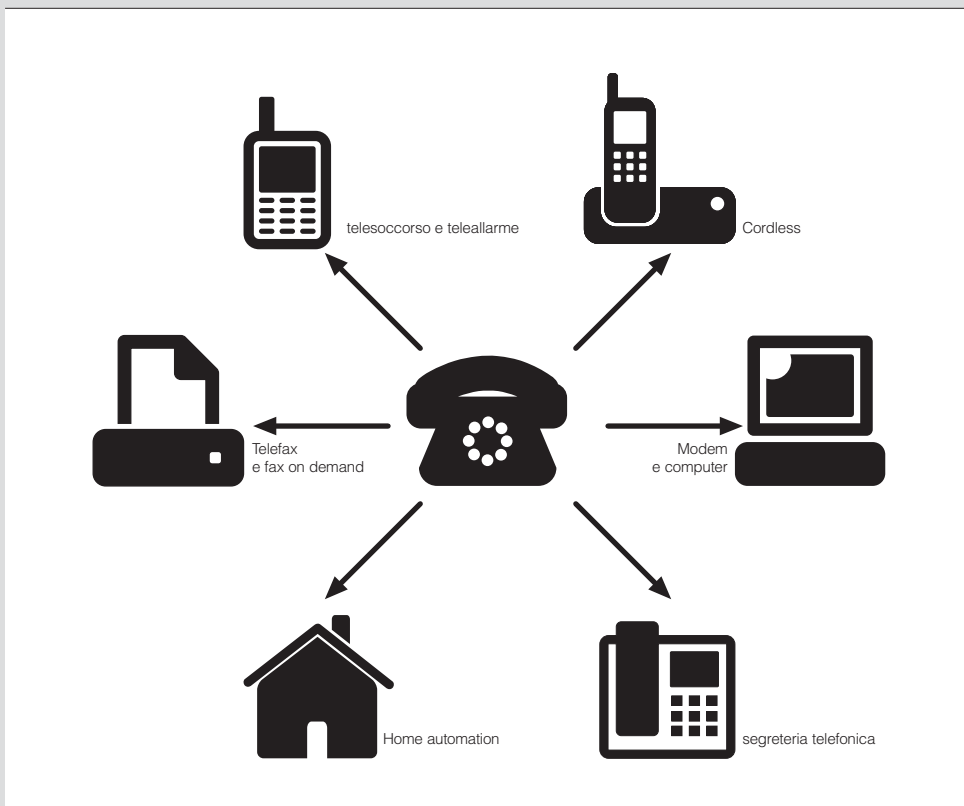 telesoccorso e teleallarme
Cordless
Telefax
e fax on demand
Modem
e computer
Home automation
segreteria telefonica